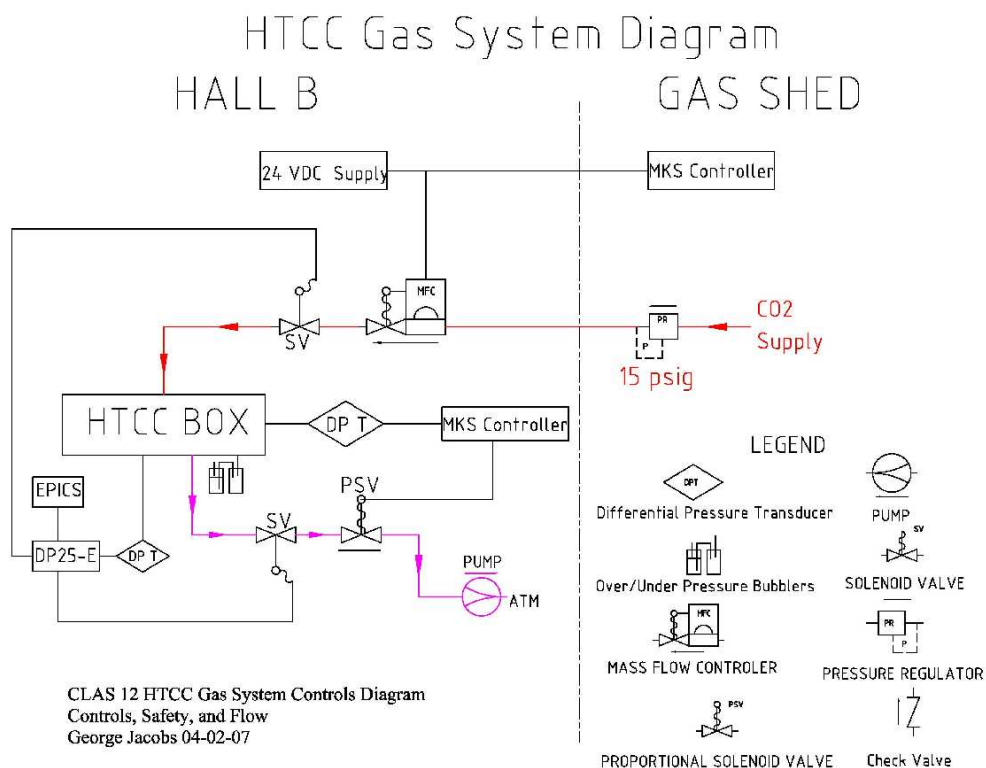 HTCC Gas System Diagram
HALL B
GAS SHED
24 VDC Supply
MKS Controller
MFC
SV
PR
P
CO2
Supply
15 psig
HTCC BOX
DP T
MKS Controller
LEGEND
EPICS
PSV
SV
DP25-E
DP T
PUMP
ATM
DPT
Differential Pressure Transducer
PUMP
SV
Over/Under Pressure Bubblers
SOLENOID VALVE
MFC
PR
P
MASS FLOW CONTROLER
PRESSURE REGULATOR
PSV
PROPORTIONAL SOLENOID VALVE
Check Valve
CLAS 12 HTCC Gas System Controls Diagram
Controls, Safety, and Flow
George Jacobs 04-02-07